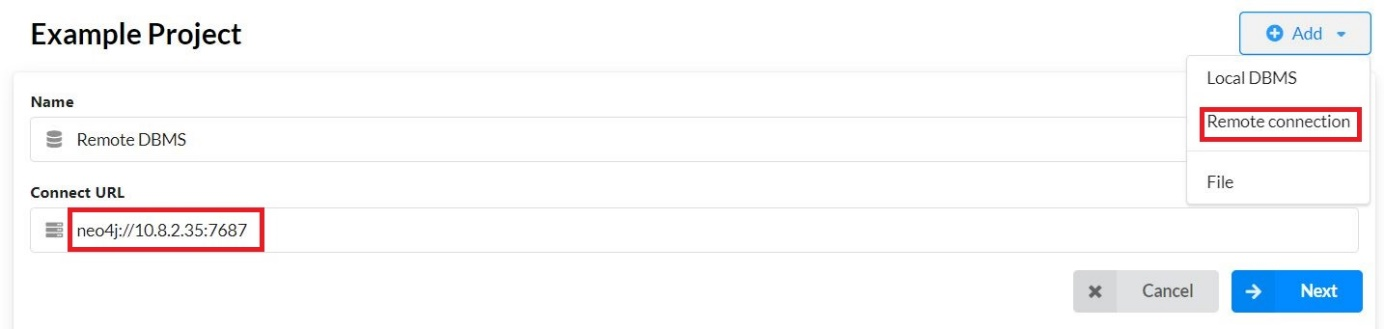 Example Project
Add
Local DBMS
Remote connection
File
Name
Remote DBMS
Connect URL
neo4j://10.8.2.35:7687
Cancel
Next